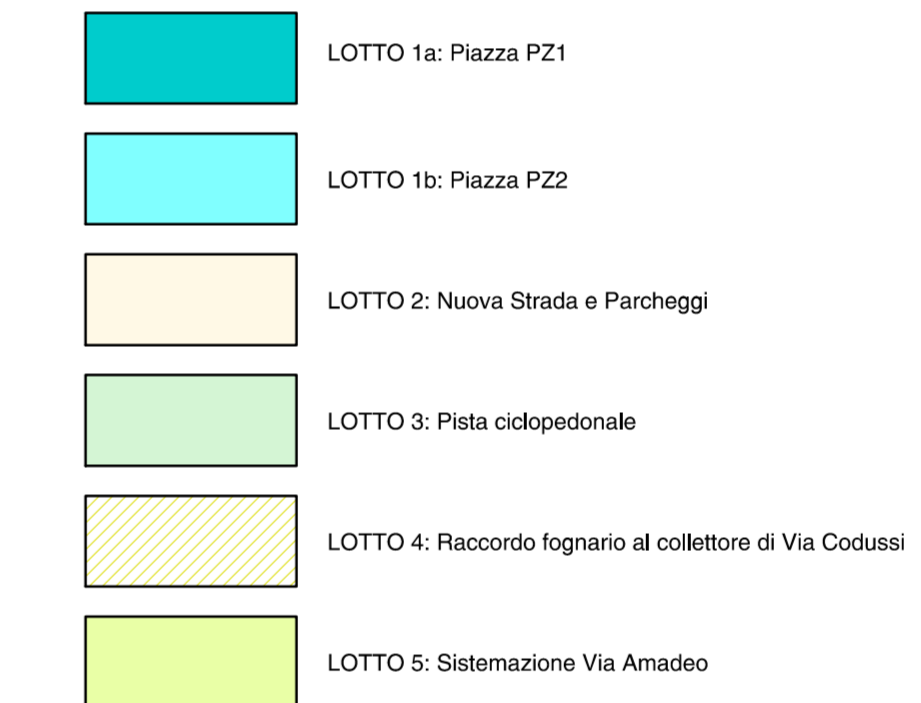 LOTTO 1a: Piazza PZ1
LOTTO 1b: Piazza PZ2
LOTTO 2: Nuova Strada e Parcheggi
LOTTO 3: Pista ciclopedonale
LOTTO 4: Raccordo fognario al collettore di Via Codussi
LOTTO 5: Sistemazione Via Amadeo